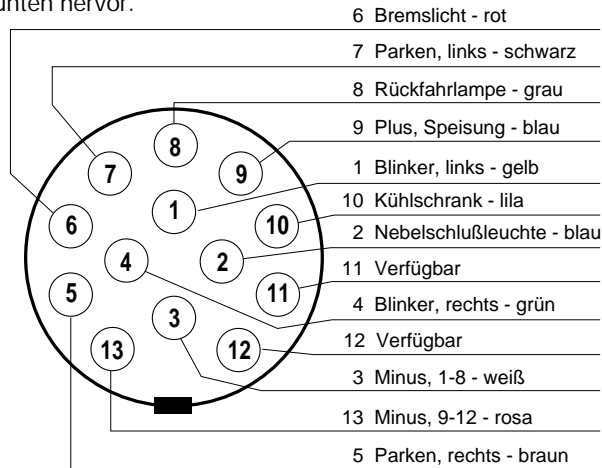 unten hervor.
6 Bremslicht - rot
7 Parken, links - schwarz
8 Rückfahrlampe - grau
9 Plus, Speisung - blau
1 Blinker, links - gelb
10 Kühlschrank - lila
2 Nebelschlußleuchte - blau
11 Verfügbar
4 Blinker, rechts - grün
12 Verfügbar
3 Minus, 1-8 - weiß
13 Minus, 9-12 - rosa
5 Parken, rechts - braun
8
7
9
1
6
10
4
2
5
11
3
13
12